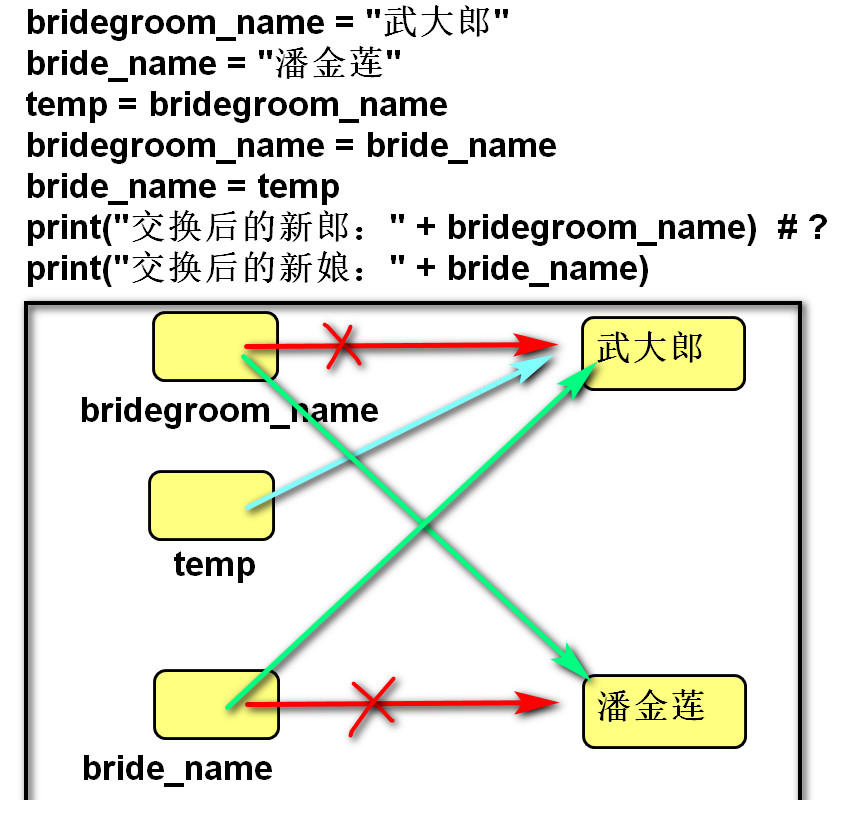 bridegroom_name = "武大郎"
bride_name = "潘金莲"
temp = bridegroom_name
bridegroom_name = bride_name
bride_name = temp
print("交换后的新郎：" + bridegroom_name)  # ?
print("交换后的新娘：" + bride_name)
武大郎
bridegroom_name
temp
潘金莲
bride_name